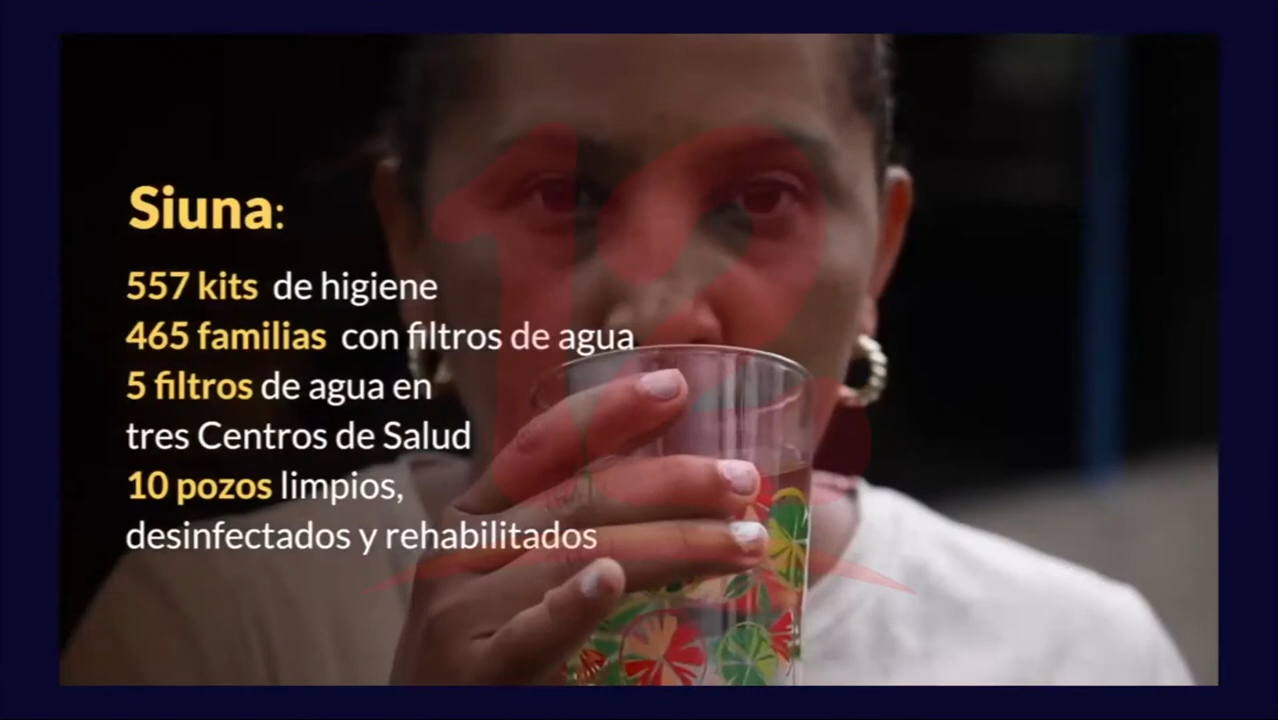 Siuna:
557 kits de higiene
465 familias con filtros de agua
5 filtros de agua en
tres Centros de Salud
10 pozos limpios,
desinfectados y rehabilitados
12